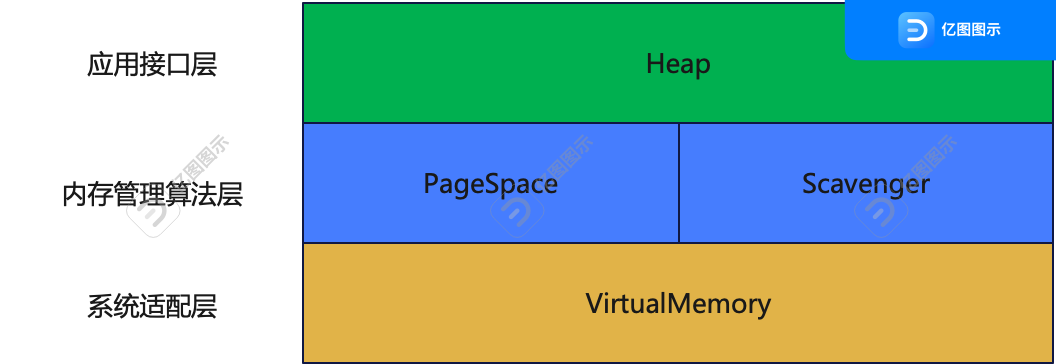 亿图图示
应用接口层
Heap
内存管理算法层
PageSpace
Scavenger
亿图图示
亿图图示
亿图图示
系统适配层
VirtualMemory